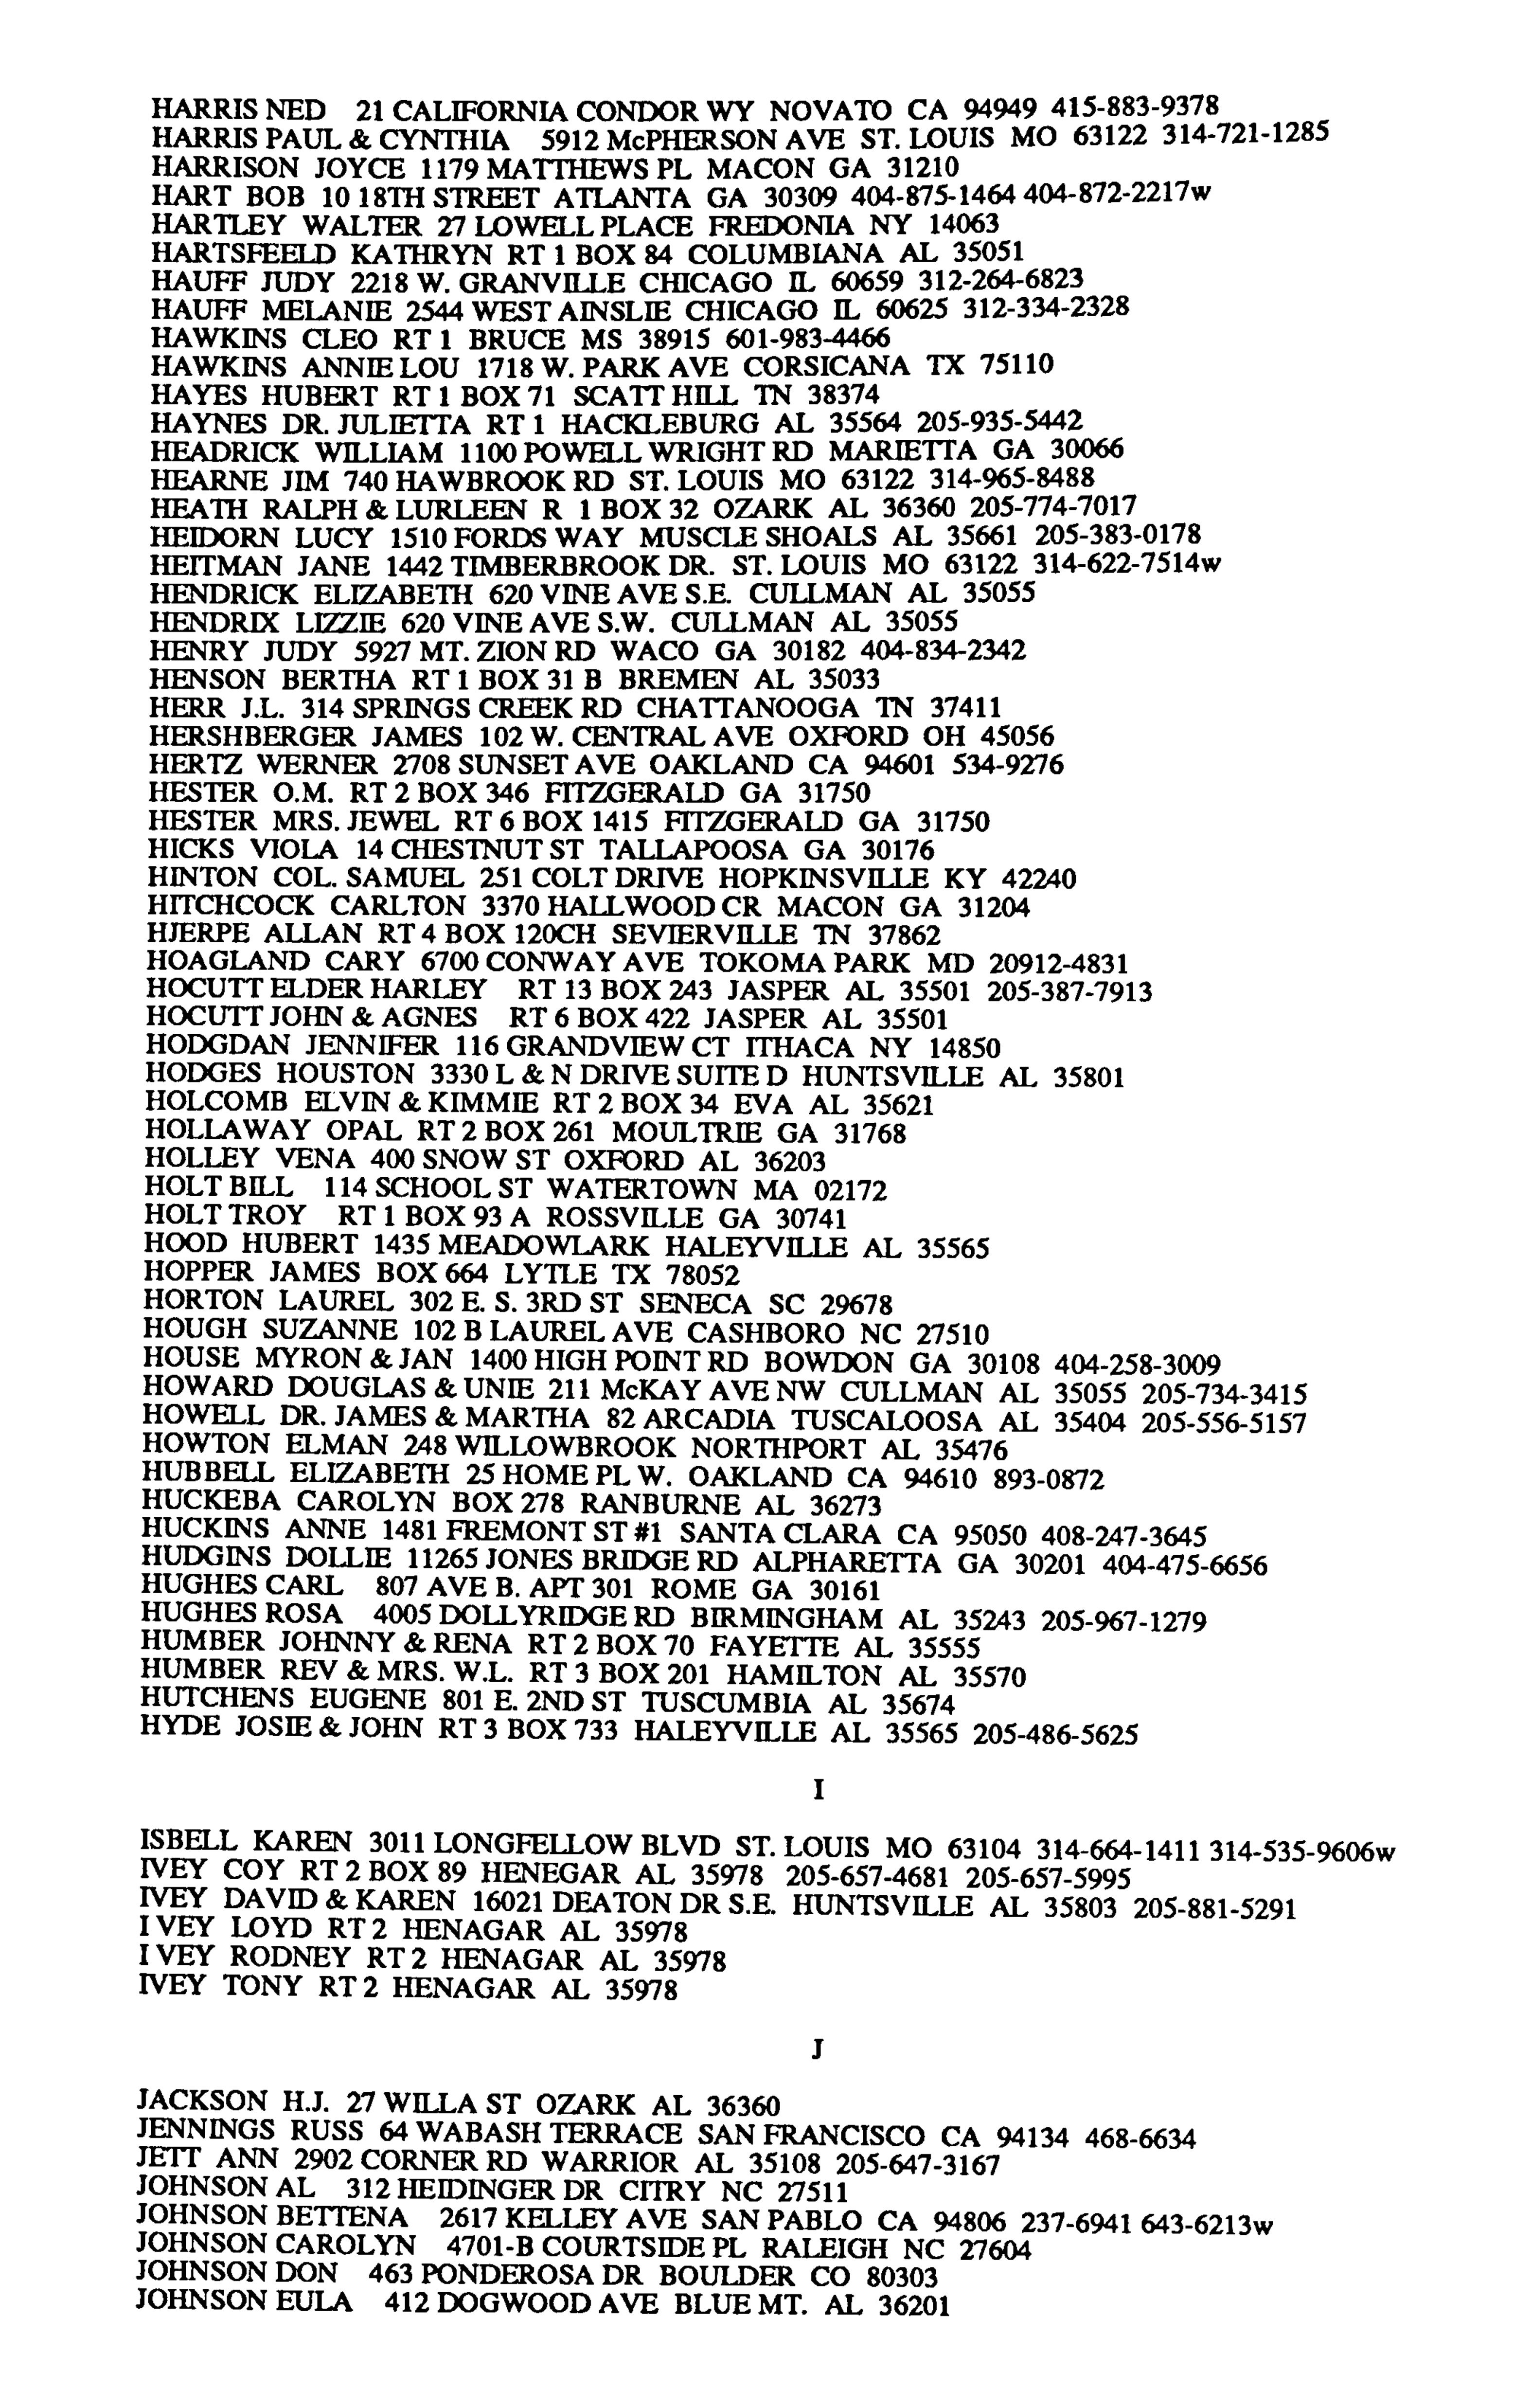 HARRIS NED 21 CALIFORNIA CONDOR WY NOVATO CA 94949 415-883-9378
HARRIS PAUL & CYNTHIA 5912 McPHERSON AVE ST. LOUIS MO 63122 314-721-1285
HARRISON JOYCE 1179 MATTHEWS PL MACON GA 31210
HART BOB 10 18TH STREET ATLANTA GA 30309 404-875-1464 404-872-2217w
HARTLEY WALTER 27 LOWELL PLACE FREDONIA NY 14063
HARTSFEELD KATHRYN RT 1 BOX 84 COLUMBIANA AL 35051
HAUFF JUDY 2218 W. GRANVILLE CHICAGO IL 60659 312-264-6823
HAUFF MELANIE 2544 WEST AINSLIE CHICAGO IL 60625 312-334-2328
HAWKINS CLEO RT 1 BRUCE MS 38915 601-983-4466
HAWKINS ANNIE LOU 1718 W. PARK AVE CORSICANA TX 75110
HAYES HUBERT RT 1 BOX 71 SCATT HILL TN 38374
HAYNES DR. JULIETTA RT 1 HACKLEBURG AL 35564 205-935-5442
HEADRICK WILLIAM 1100 POWELL WRIGHT RD MARIETTA GA 30066
HEARNE JIM 740 HAWBROOK RD ST. LOUIS MO 63122 314-965-8488
HEATH RALPH & LURLEEN R 1 BOX 32 OZARK AL 36360 205-774-7017
HEIDORN LUCY 1510 FORDS WAY MUSCLE SHOALS AL 35661 205-383-0178
HEITMAN JANE 1442 TIMBERBROOK DR. ST. LOUIS MO 63122 314-622-7514w
HENDRICK ELIZABETH 620 VINE AVE S.E. CULLMAN AL 35055
HENDRIX LIZZIE 620 VINE AVE S.W. CULLMAN AL 35055
HENRY JUDY 5927 MT. ZION RD WACO GA 30182 404-834-2342
HENSON BERTHA RT 1 BOX 31 B BREMEN AL 35033
HERR J.L. 314 SPRINGS CREEK RD CHATTANOOGA TN 37411
HERSHBERGER JAMES 102 W. CENTRAL AVE OXFORD OH 45056
HERTZ WERNER 2708 SUNSET AVE OAKLAND CA 94601 534-9276
HESTER O.M. RT 2 BOX 346 FITZGERALD GA 31750
HESTER MRS. JEWEL RT 6 BOX 1415 FITZGERALD GA 31750
HICKS VIOLA 14 CHESTNUT ST TALLAPOOSA GA 30176
HINTON COL. SAMUEL 251 COLT DRIVE HOPKINSVILLE KY 42240
HITCHCOCK CARLTON 3370 HALLWOOD CR MACON GA 31204
HJERPE ALLAN RT 4 BOX 120CH SEVIERVILLE TN 37862
HOAGLAND CARY 6700 CONWAY AVE TOKOMA PARK MD 20912-4831
HOCUTT ELDER HARLEY RT 13 BOX 243 JASPER AL 35501 205-387-7913
HOCUTT JOHN & AGNES RT 6 BOX 422 JASPER AL 35501
HODGDAN JENNIFER 116 GRANDVIEW CT ITHACA NY 14850
HODGES HOUSTON 3330 L & N DRIVE SUITE D HUNTSVILLE AL 35801
HOLCOMB ELVIN & KIMMIE RT 2 BOX 34 EVA AL 35621
HOLLAWAY OPAL RT 2 BOX 261 MOULTRIE GA 31768
HOLLEY VENA 400 SNOW ST OXFORD AL 36203
HOLT BILL 114 SCHOOL ST WATERTOWN MA 02172
HOLT TROY RT 1 BOX 93 A ROSSVILLE GA 30741
HOOD HUBERT 1435 MEADOWLARK HALEYVILLE AL 35565
HOPPER JAMES BOX 664 LYTLE TX 78052
HORTON LAUREL 302 E. S. 3RD ST SENECA SC 29678
HOUGH SUZANNE 102 B LAUREL AVE CASHBORO NC 27510
HOUSE MYRON & JAN 1400 HIGH POINT RD BOWDON GA 30108 404-258-3009
HOWARD DOUGLAS & UNIE 211 McKAY AVE NW CULLMAN AL 35055 205-734-3415
HOWELL DR. JAMES & MARTHA 82 ARCADIA TUSCALOOSA AL 35404 205-556-5157
HOWTON ELMAN 248 WILLOWBROOK NORTHPORT AL 35476
HUBBELL ELIZABETH 25 HOME PL W. OAKLAND CA 94610 893-0872
HUCKEBA CAROLYN BOX 278 RANBURNE AL 36273
HUCKINS ANNE 1481 FREMONT ST #1 SANTA CLARA CA 95050 408-247-3645
HUDGINS DOLLIE 11265 JONES BRIDGE RD ALPHARETTA GA 30201 404-475-6656
HUGHES CARL 807 AVE B. APT 301 ROME GA 30161
HUGHES ROSA 4005 DOLLYRIDGE RD BIRMINGHAM AL 35243 205-967-1279
HUMBER JOHNNY & RENA RT 2 BOX 70 FAYETTE AL 35555
HUMBER REV & MRS. W.L. RT 3 BOX 201 HAMILTON AL 35570
HUTCHENS EUGENE 801 E. 2ND ST TUSCUMBIA AL 35674
HYDE JOSIE & JOHN RT 3 BOX 733 HALEYVILLE AL 35565 205-486-5625
I
ISBELL KAREN 3011 LONGFELLOW BLVD ST. LOUIS MO 63104 314-664-1411 314-535-9606w
IVEY COY RT 2 BOX 89 HENEGAR AL 35978 205-657-4681 205-657-5995
IVEY DAVID & KAREN 16021 DEATON DR S.E. HUNTSVILLE AL 35803 205-881-5291
IVEY LOYD RT 2 HENAGAR AL 35978
IVEY RODNEY RT 2 HENAGAR AL 35978
IVEY TONY RT 2 HENAGAR AL 35978
J
JACKSON H.J. 27 WILLA ST OZARK AL 36360
JENNINGS RUSS 64 WABASH TERRACE SAN FRANCISCO CA 94134 468-6634
JETT ANN 2902 CORNER RD WARRIOR AL 35108 205-647-3167
JOHNSON AL 312 HEIDINGER DR CITRY NC 27511
JOHNSON BETTENA 2617 KELLEY AVE SAN PABLO CA 94806 237-6941 643-6213w
JOHNSON CAROLYN 4701-B COURTSIDE PL RALEIGH NC 27604
JOHNSON DON 463 PONDEROSA DR BOULDER CO 80303
JOHNSON EULA 412 DOGWOOD AVE BLUE MT. AL 36201